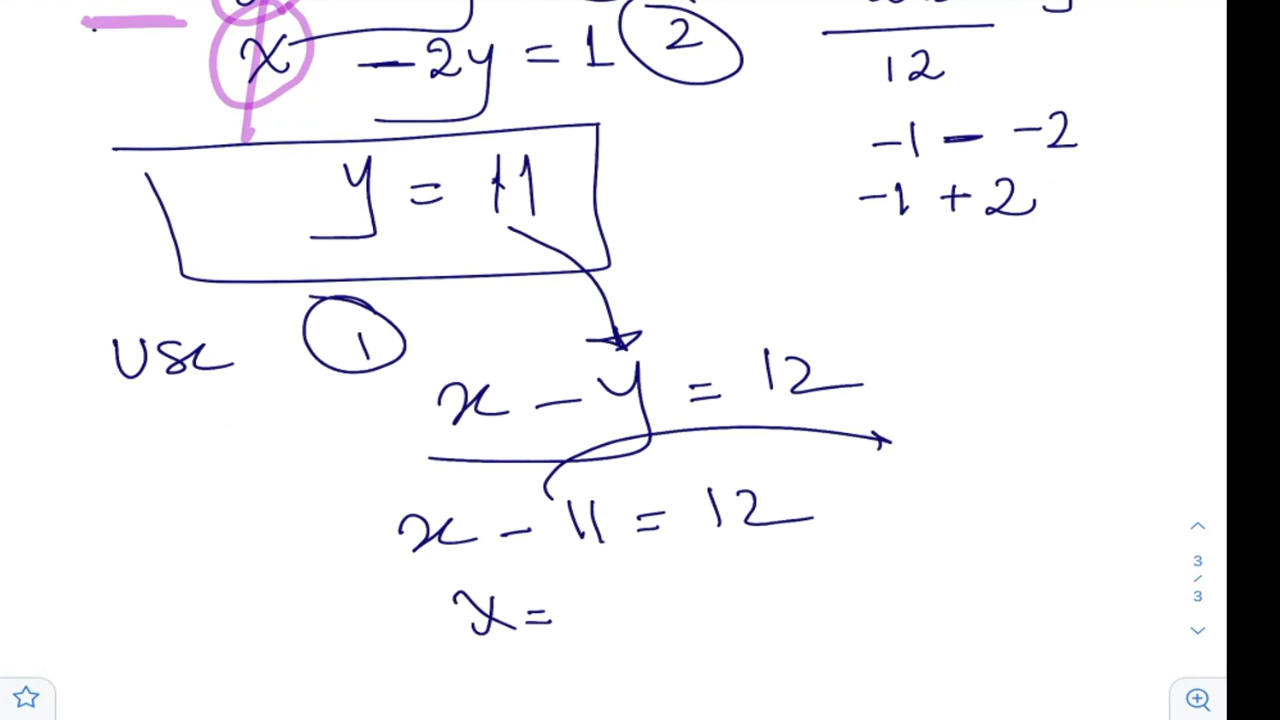 x - 2y = 1 2
12
-1 - -2
y = 11
-1 + 2
use 1
x - y = 12
x - 11 = 12
x =
3
/
3